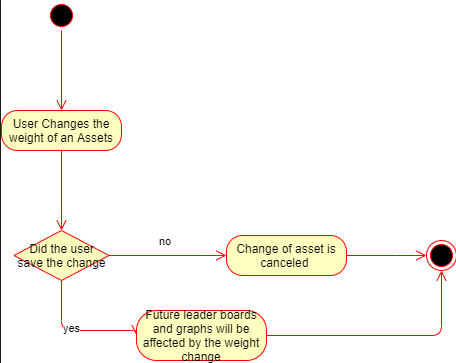 User Changes the
weight of an Assets
Did the user
save the change
no
Change of asset is
canceled
yes
Future leader boards
and graphs will be
affected by the weight
change